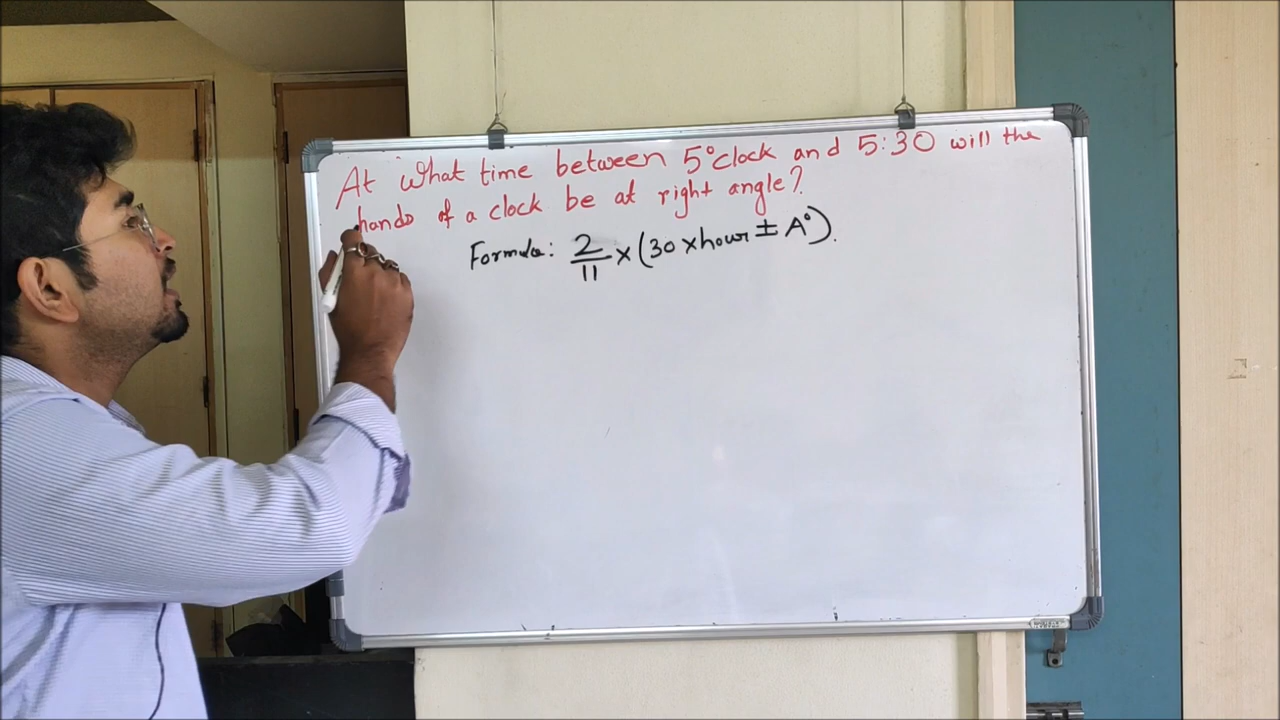 At what time between 5°clock and 5:30 will the
hands of a clock be at right angle?
Formula: 2/11 × (30 × hour ± A°).